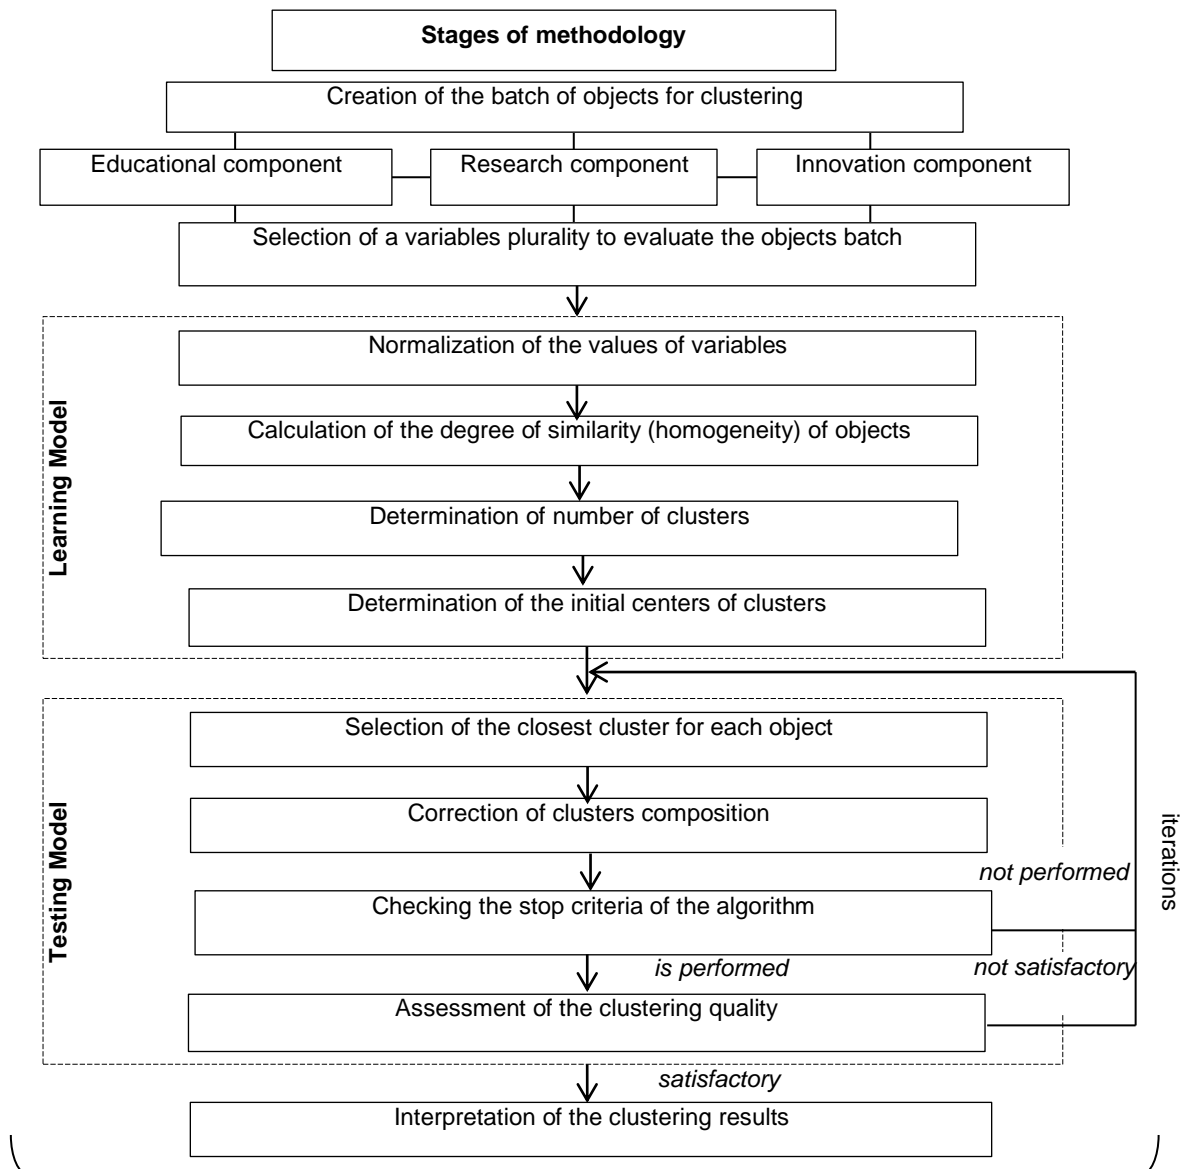 Stages of methodology
Creation of the batch of objects for clustering
Educational component
Research component
Innovation component
Selection of a variables plurality to evaluate the objects batch
Learning Model
Normalization of the values of variables
Calculation of the degree of similarity (homogeneity) of objects
Determination of number of clusters
Determination of the initial centers of clusters
Testing Model
Selection of the closest cluster for each object
Correction of clusters composition
iterations
not performed
Checking the stop criteria of the algorithm
is performed
not satisfactory
Assessment of the clustering quality
satisfactory
Interpretation of the clustering results